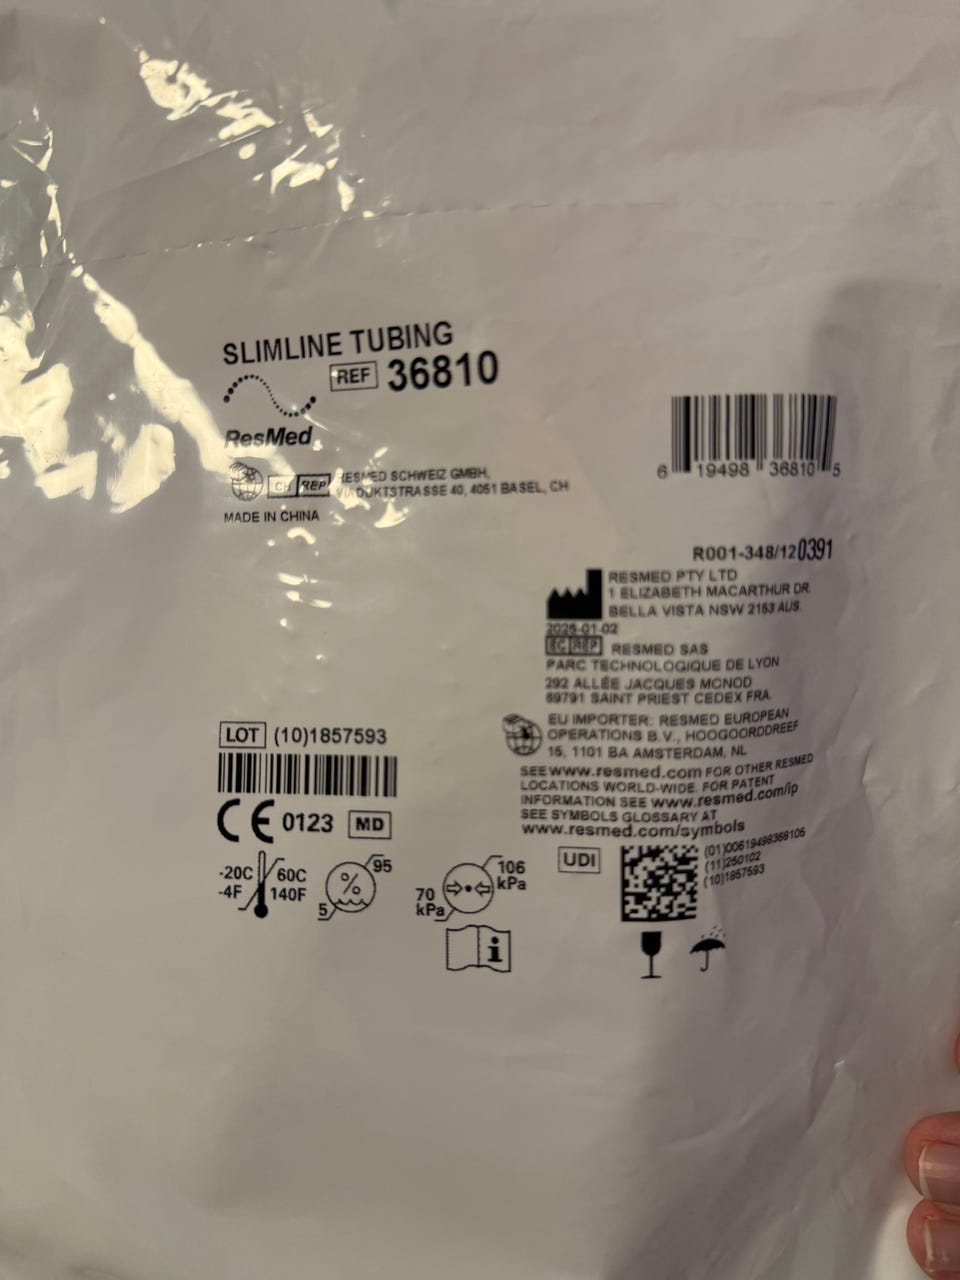 SLIMLINE TUBING
REF 36810
ResMed
CH REP RESMED SCHWEIZ GMBH,
VIADUKTSTRASSE 40, 4051 BASEL, CH
MADE IN CHINA
6 19498 36810 5
R001-348/12 0391
RESMED PTY LTD
1 ELIZABETH MACARTHUR DR.
BELLA VISTA NSW 2153 AUS.
2025-01-02
EC REP RESMED SAS
PARC TECHNOLOGIQUE DE LYON
292 ALLÉE JACQUES MONOD
69791 SAINT PRIEST CEDEX FRA.
EU IMPORTER: RESMED EUROPEAN
OPERATIONS B.V., HOOGOORDDREEF
15, 1101 BA AMSTERDAM, NL
SEE www.resmed.com FOR OTHER RESMED
LOCATIONS WORLD-WIDE. FOR PATENT
INFORMATION SEE www.resmed.com/ip
SEE SYMBOLS GLOSSARY AT
www.resmed.com/symbols
LOT (10)1857593
CE 0123 MD
-20C 60C
-4F 140F
% 95
5
106
kPa
70
kPa
i
UDI
(01)00619498368105
(11)250102
(10)1857593